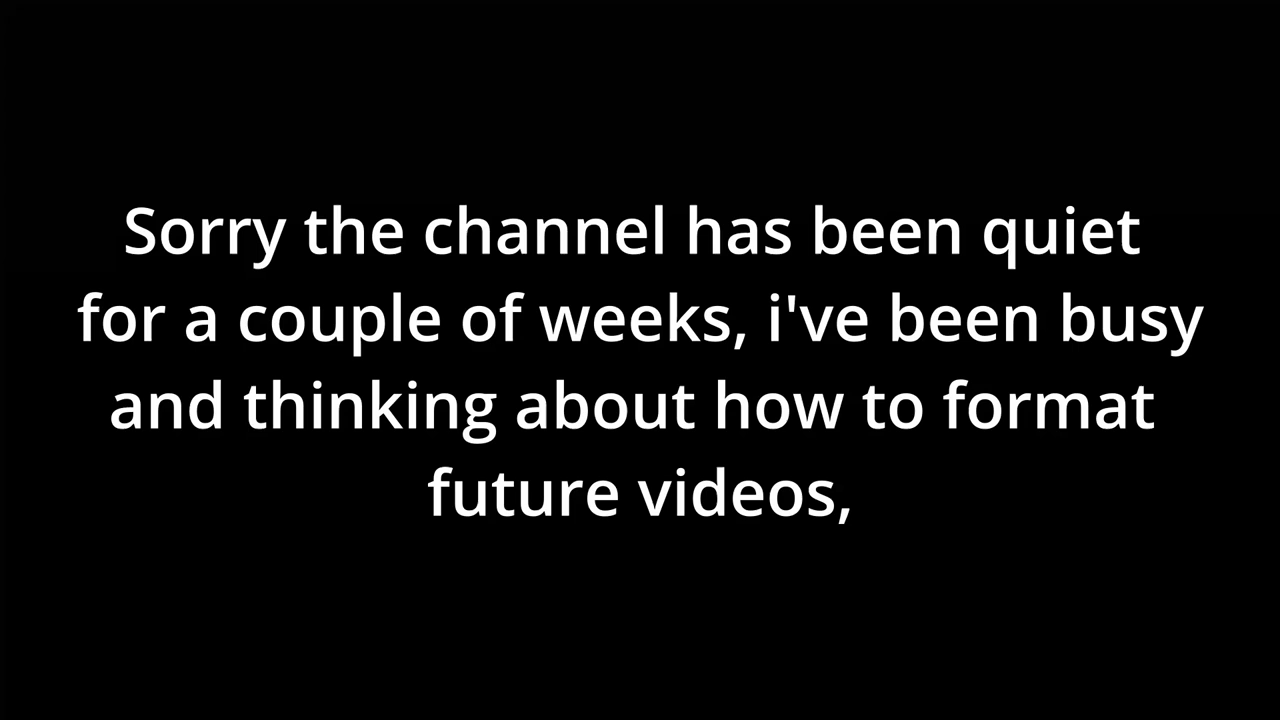 Sorry the channel has been quiet
for a couple of weeks, i've been busy
and thinking about how to format
future videos,